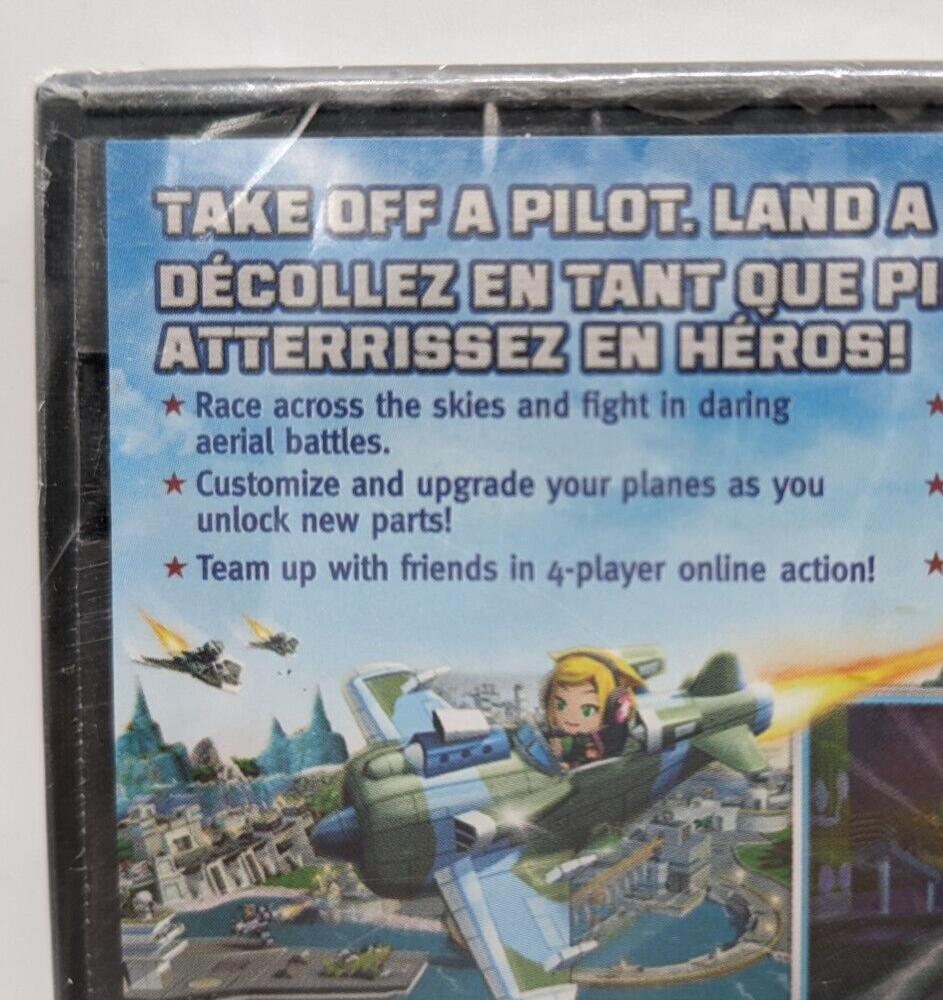 TAKE OFF A PILOT. LAND A
DÉCOLLEZ EN TANT QUE PI
ATTERRISSEZ EN HÉROS!
★ Race across the skies and fight in daring
aerial battles.
★ Customize and upgrade your planes as you
unlock new parts!
★ Team up with friends in 4-player online action!